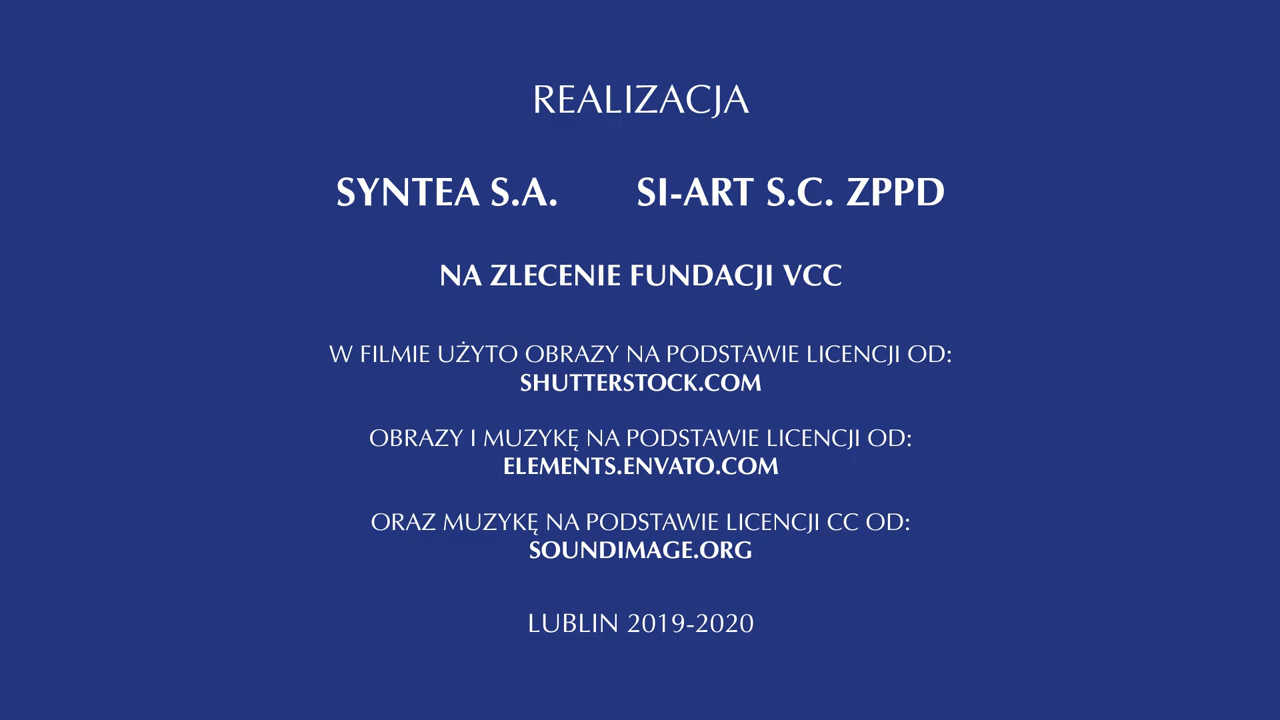 REALIZACJA
SYNTEA S.A. SI-ART S.C. ZPPD
NA ZLECENIE FUNDACJI VCC
W FILMIE UŻYTO OBRAZY NA PODSTAWIE LICENCJI OD:
SHUTTERSTOCK.COM
OBRAZY I MUZYKĘ NA PODSTAWIE LICENCJI OD:
ELEMENTS.ENVATO.COM
ORAZ MUZYKĘ NA PODSTAWIE LICENCJI CC OD:
SOUNDIMAGE.ORG
LUBLIN 2019-2020